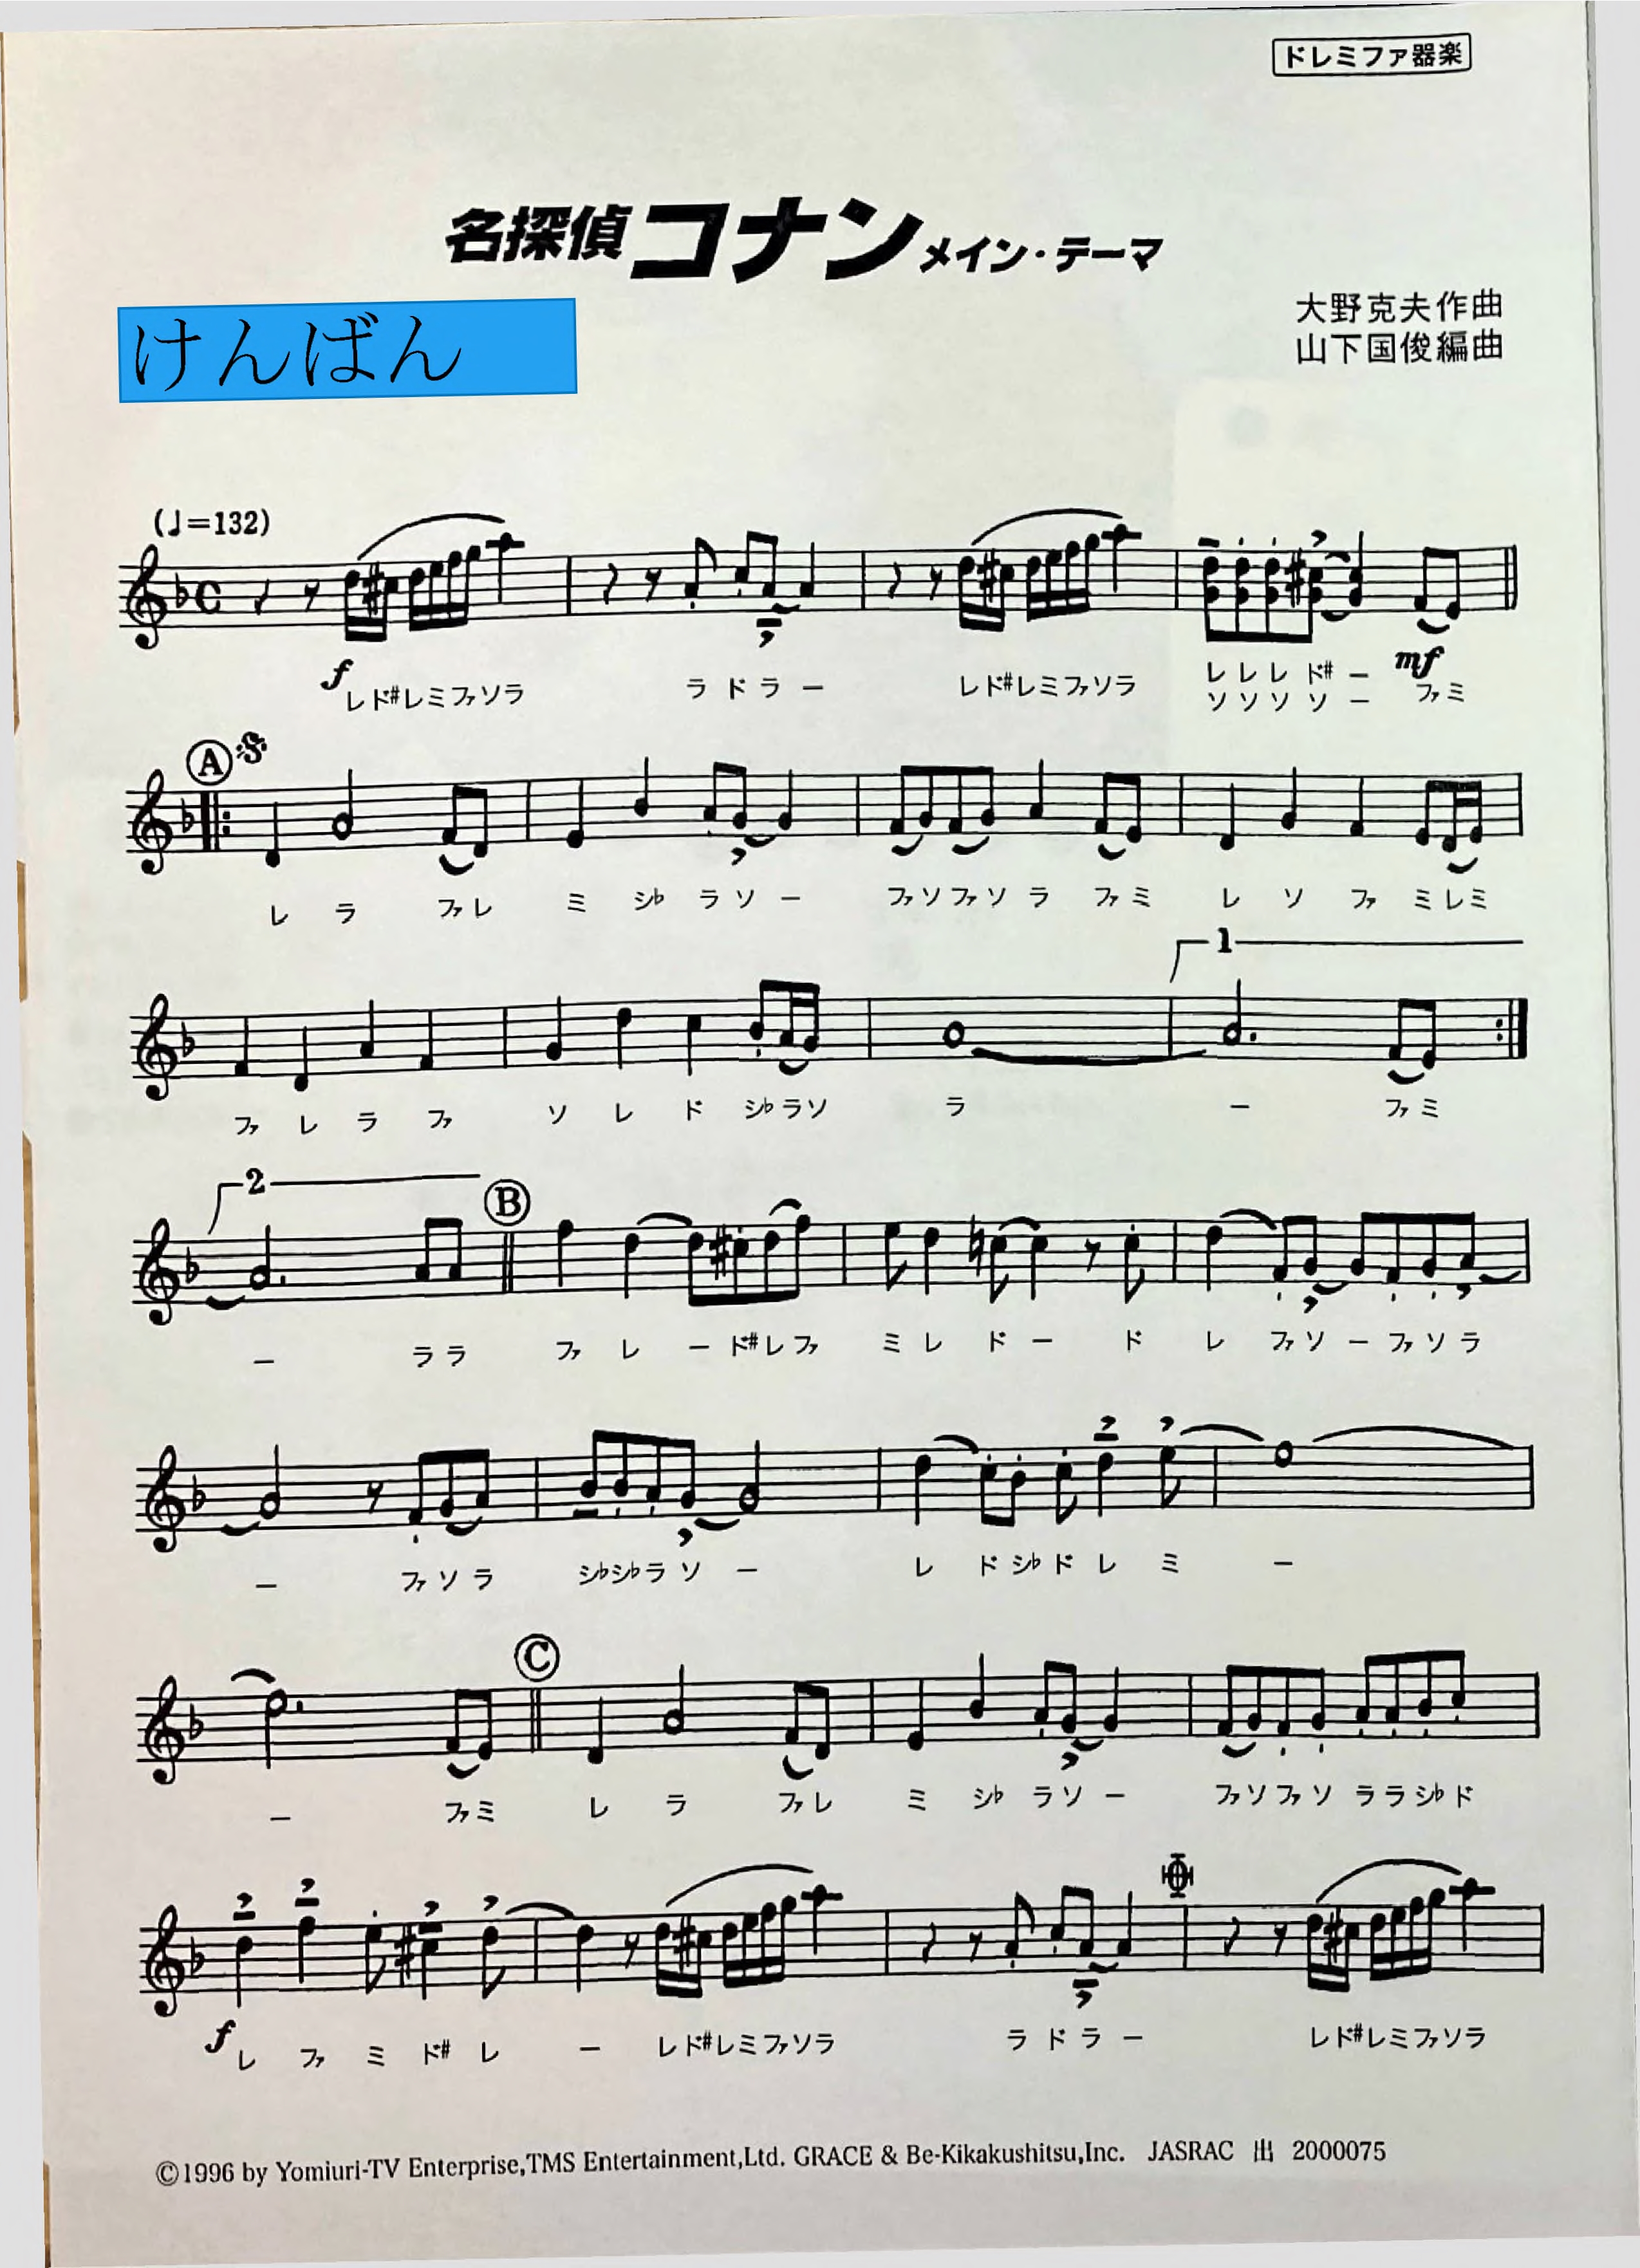 ドレミファ器楽
名探偵コナンメイン・テーマ
大野克夫作曲
山下国俊編曲
けんばん
(♩=132)
f mf
レド#レミファソラ ラドラー レド#レミファソラ レレレド#ー ファミ
ソソソソー
A
レ ラ ファレ ミ シ♭ ラソー ファソファソ ラ ファミ レ ソ ファ ミレミ
1
ファ レ ラ ファ ソ レ ド シ♭ラソ ラ ー ファミ
2 B
ー ララ ファ レ ード#レファ ミレ ドー ド レ ファソーファソラ
ー ファソラ シ♭シ♭ラソ ー レ ドシ♭ド レ ミ ー
C
ー ファミ レ ラ ファレ ミ シ♭ ラソー ファソファソ ララシ♭ド
f
レ ファ ミ ド# レ ー レド#レミファソラ ラドラー レド#レミファソラ
©1996 by Yomiuri-TV Enterprise,TMS Entertainment,Ltd. GRACE & Be-Kikakushitsu,Inc. JASRAC 出 2000075